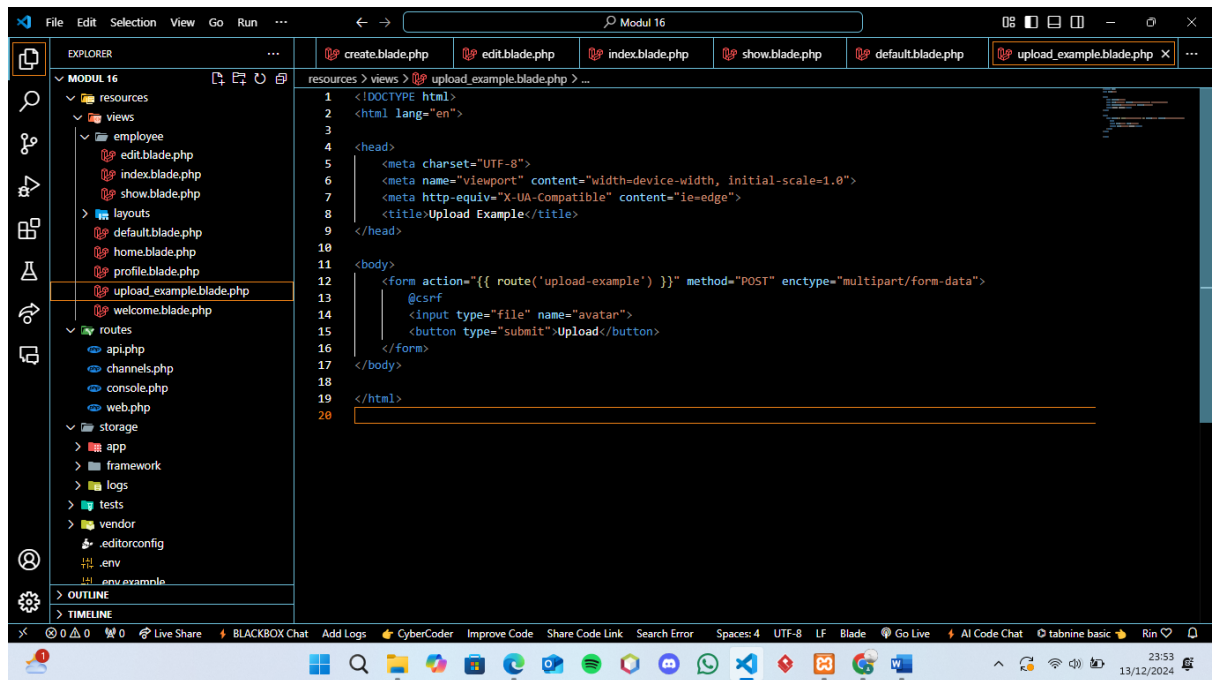 File Edit Selection View Go Run ··· ← → Modul 16
EXPLORER ···
create.blade.php edit.blade.php index.blade.php show.blade.php default.blade.php upload_example.blade.php × ···
MODUL 16
resources > views > upload_example.blade.php > ...
resources
views
employee
edit.blade.php
index.blade.php
show.blade.php
layouts
default.blade.php
home.blade.php
profile.blade.php
upload_example.blade.php
welcome.blade.php
routes
api.php
channels.php
console.php
web.php
storage
app
framework
logs
tests
vendor
.editorconfig
.env
.env.example
OUTLINE
TIMELINE
1 <!DOCTYPE html>
2 <html lang="en">
3
4 <head>
5     <meta charset="UTF-8">
6     <meta name="viewport" content="width=device-width, initial-scale=1.0">
7     <meta http-equiv="X-UA-Compatible" content="ie=edge">
8     <title>Upload Example</title>
9 </head>
10
11 <body>
12     <form action="{{ route('upload-example') }}" method="POST" enctype="multipart/form-data">
13         @csrf
14         <input type="file" name="avatar">
15         <button type="submit">Upload</button>
16     </form>
17 </body>
18
19 </html>
20
0 0 0 Live Share BLACKBOX Chat Add Logs CyberCoder Improve Code Share Code Link Search Error Spaces: 4 UTF-8 LF Blade Go Live AI Code Chat tabnine basic Rin♡
1
23:53
13/12/2024